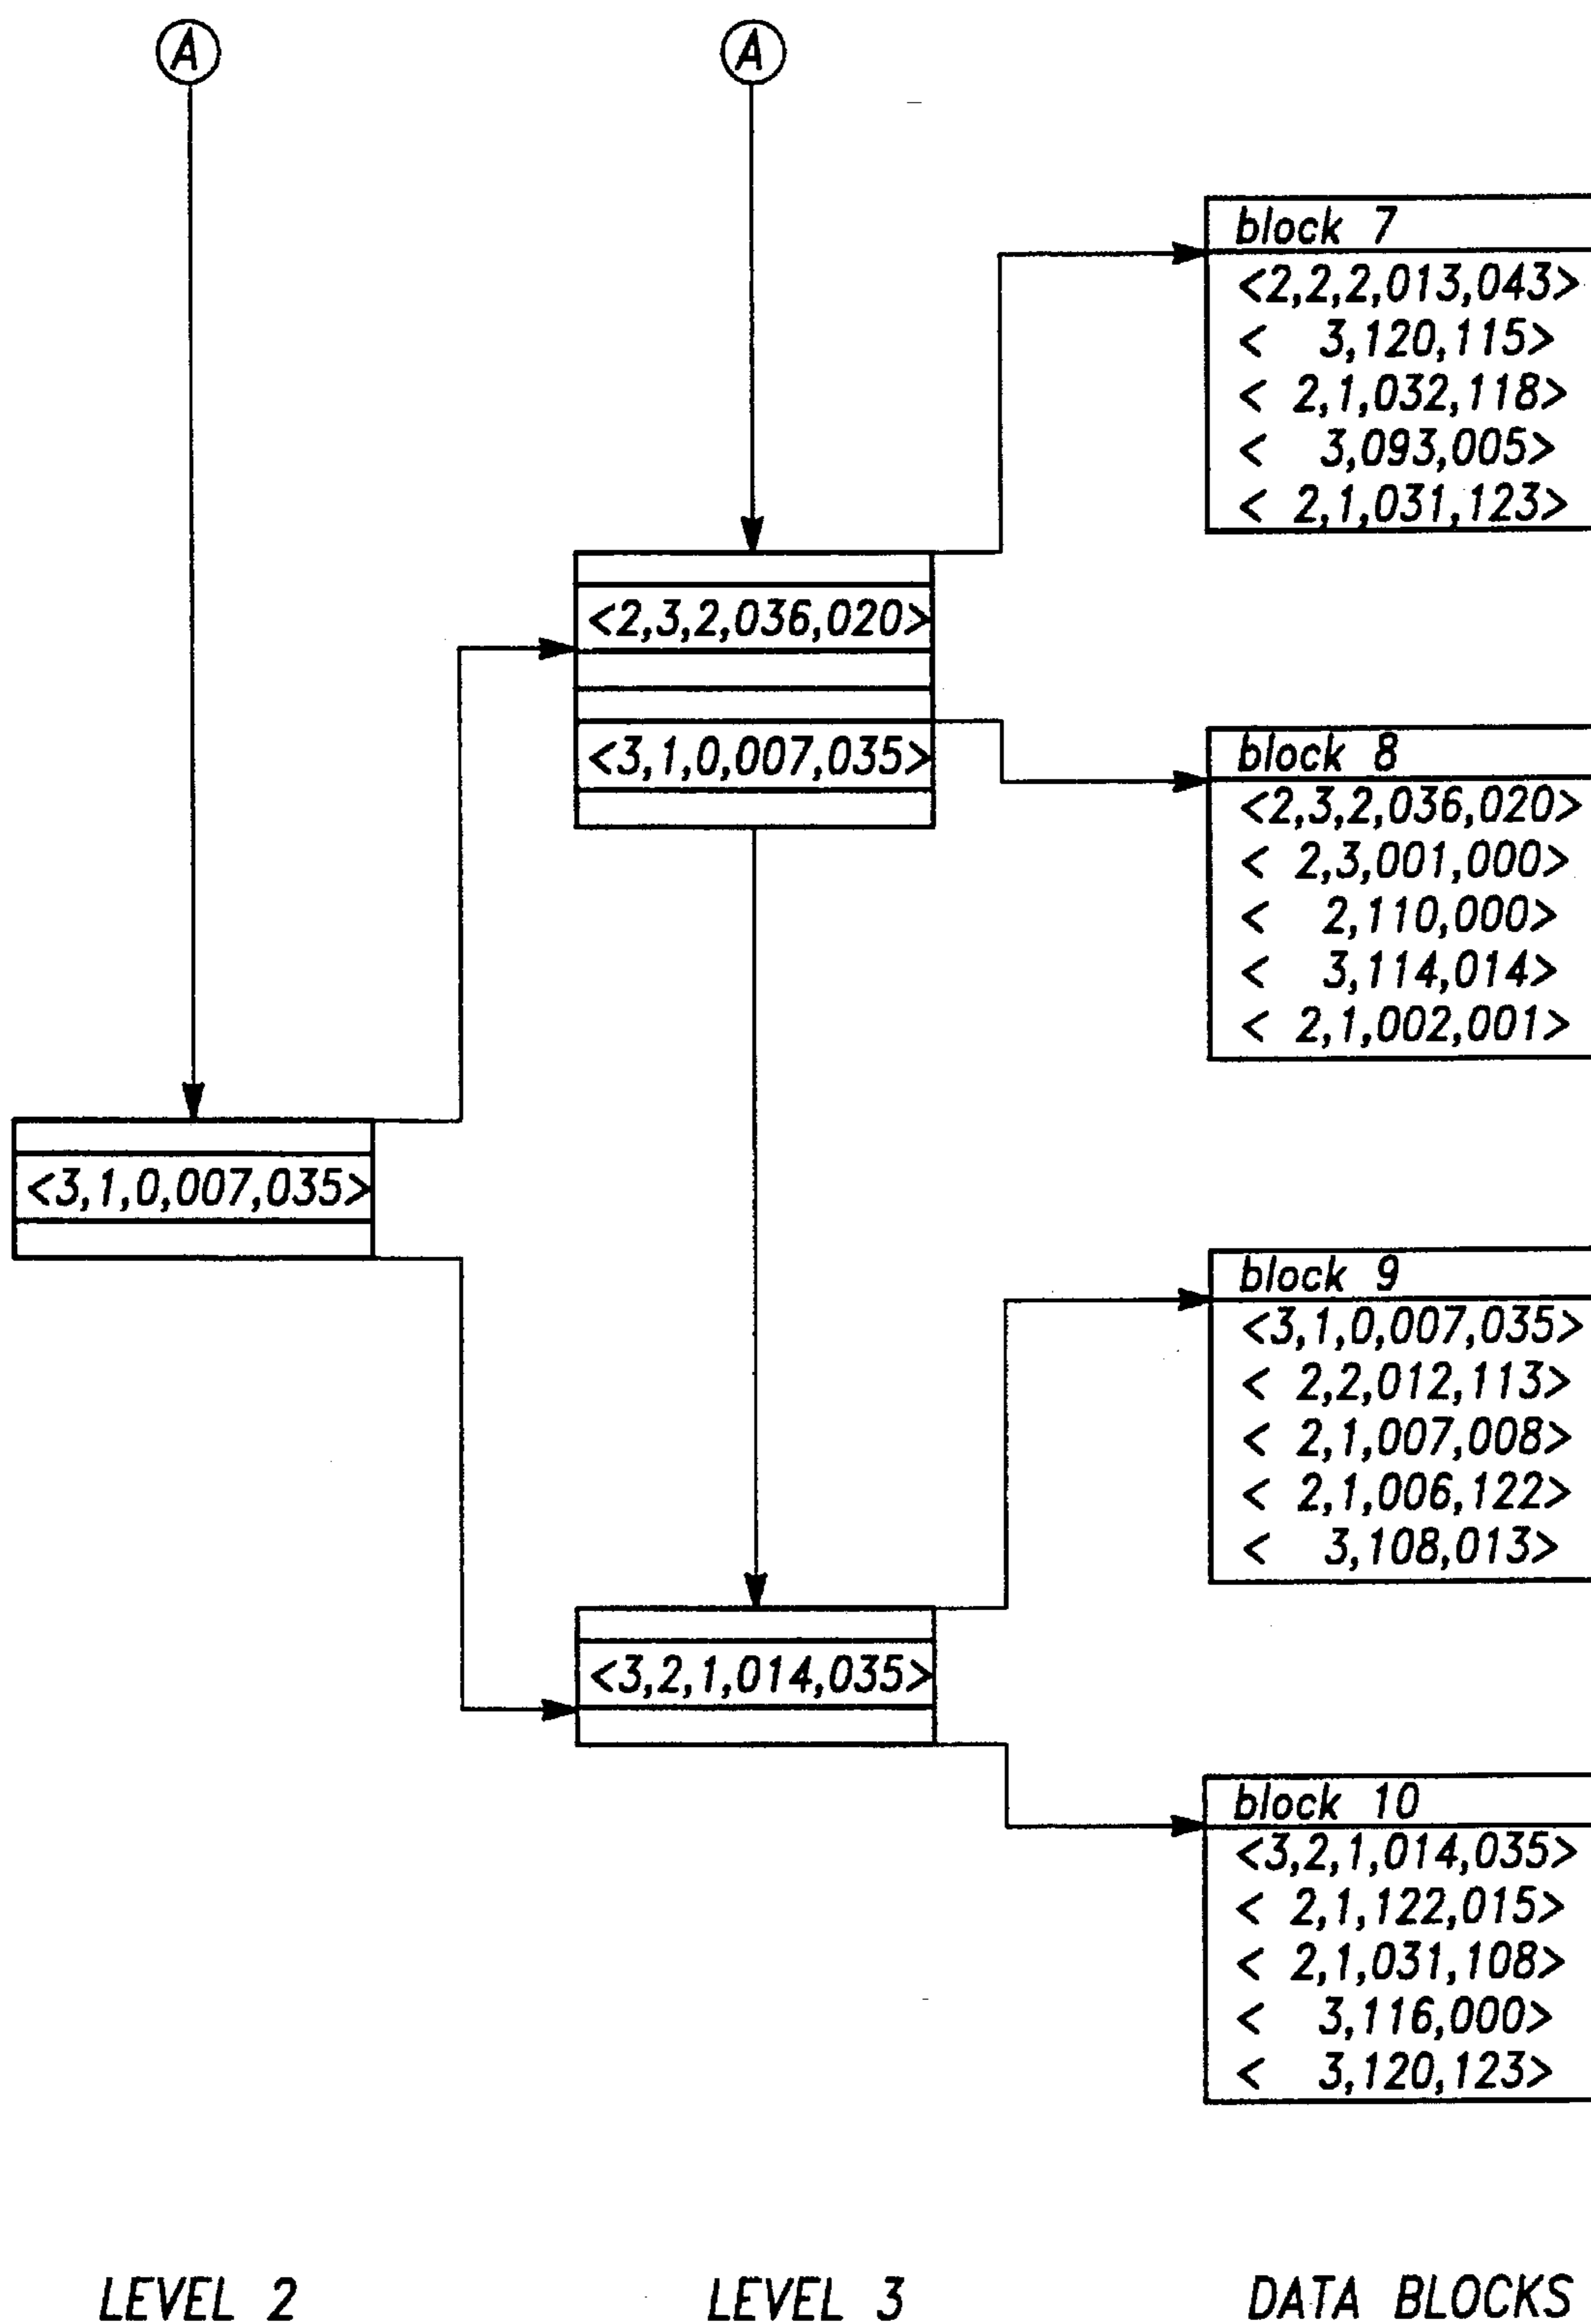 A
A
block 7
<2,2,2,013,043>
<   3,120,115>
<  2,1,032,118>
<   3,093,005>
<  2,1,031,123>
<2,3,2,036,020>
<3,1,0,007,035>
block 8
<2,3,2,036,020>
<  2,3,001,000>
<   2,110,000>
<   3,114,014>
<  2,1,002,001>
<3,1,0,007,035>
block 9
<3,1,0,007,035>
<  2,2,012,113>
<  2,1,007,008>
<  2,1,006,122>
<   3,108,013>
<3,2,1,014,035>
block 10
<3,2,1,014,035>
<  2,1,122,015>
<  2,1,031,108>
<   3,116,000>
<   3,120,123>
LEVEL 2
LEVEL 3
DATA BLOCKS